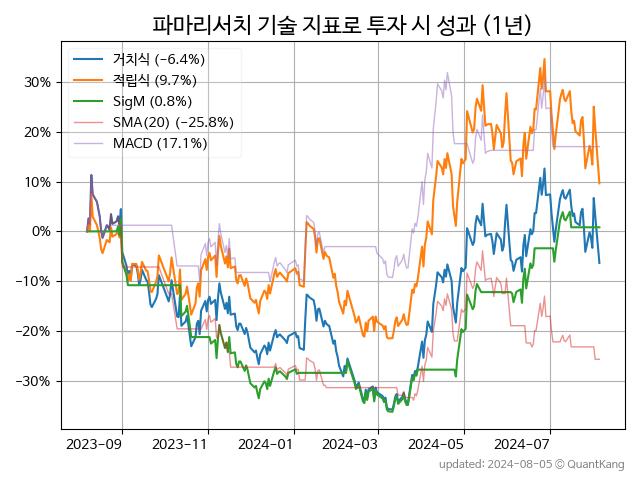 파마리서치 기술 지표로 투자 시 성과 (1년)
거치식 (−6.4%)
적립식 (9.7%)
SigM (0.8%)
SMA(20) (−25.8%)
MACD (17.1%)
30%
20%
10%
0%
−10%
−20%
−30%
2023-09 2023-11 2024-01 2024-03 2024-05 2024-07
updated: 2024-08-05 © QuantKang